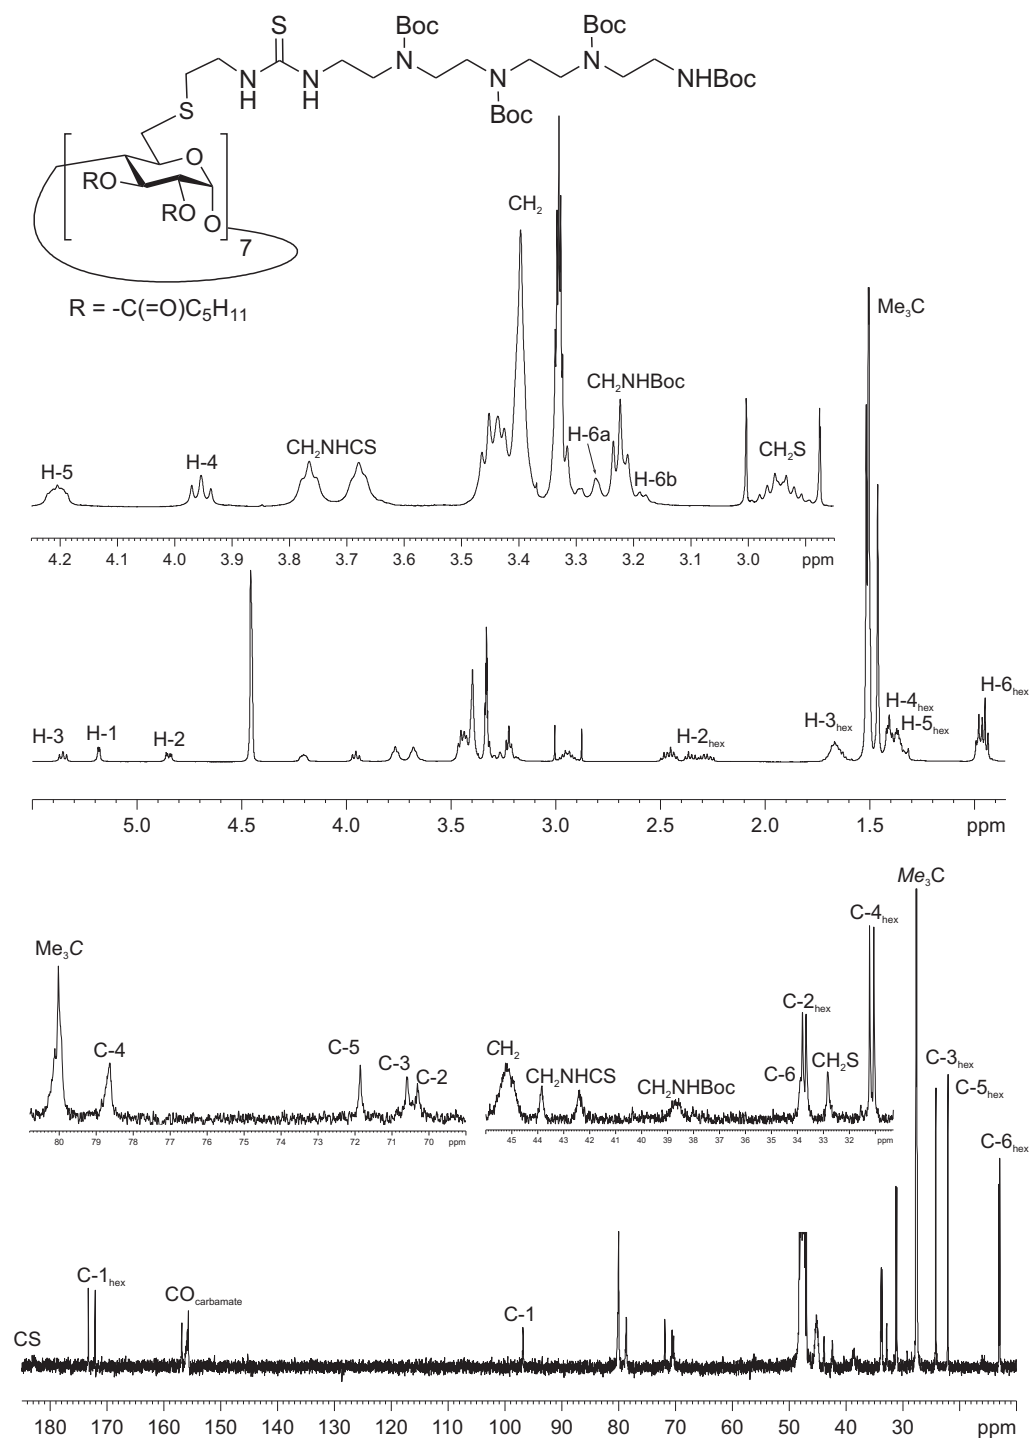 S
Boc
Boc
N
H
N
H
N
N
Boc
N
NHBoc
S
O
RO
RO
O
7
R = -C(=O)C₅H₁₁
CH₂
Me₃C
CH₂NHBoc
H-6a
H-6b
CH₂NHCS
CH₂S
H-5
H-4
4.2 4.1 4.0 3.9 3.8 3.7 3.6 3.5 3.4 3.3 3.2 3.1 3.0 ppm
H-6hex
H-4hex
H-5hex
H-3hex
H-3
H-1
H-2
H-2hex
5.0 4.5 4.0 3.5 3.0 2.5 2.0 1.5 ppm
Me₃C
C-4hex
Me₃C
C-2hex
C-4
C-5
C-3
C-2
CH₂
CH₂NHCS
CH₂NHBoc
C-6
CH₂S
C-3hex
C-5hex
C-6hex
80 79 78 77 76 75 74 73 72 71 70 ppm
45 44 43 42 41 40 39 38 37 36 35 34 33 32 ppm
C-1hex
COcarbamate
C-1
CS
180 170 160 150 140 130 120 110 100 90 80 70 60 50 40 30 ppm